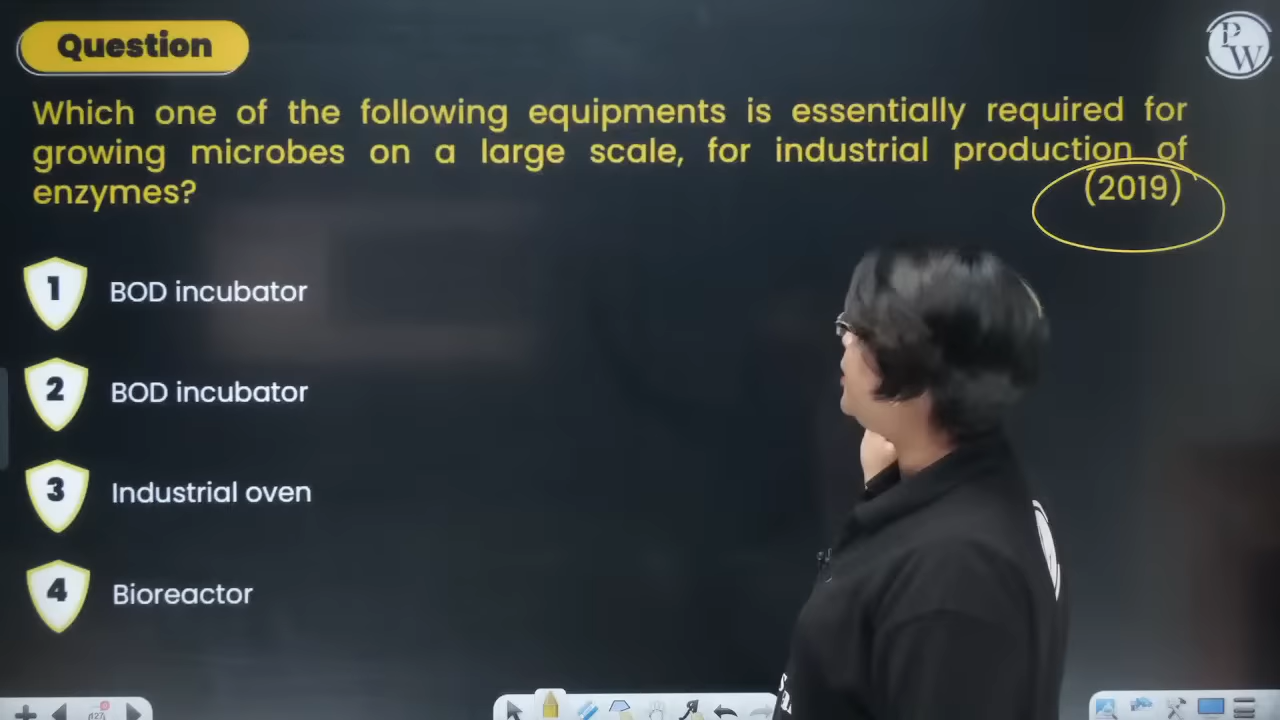 Question
PW
Which one of the following equipments is essentially required for
growing microbes on a large scale, for industrial production of
enzymes? (2019)
1 BOD incubator
2 BOD incubator
3 Industrial oven
4 Bioreactor